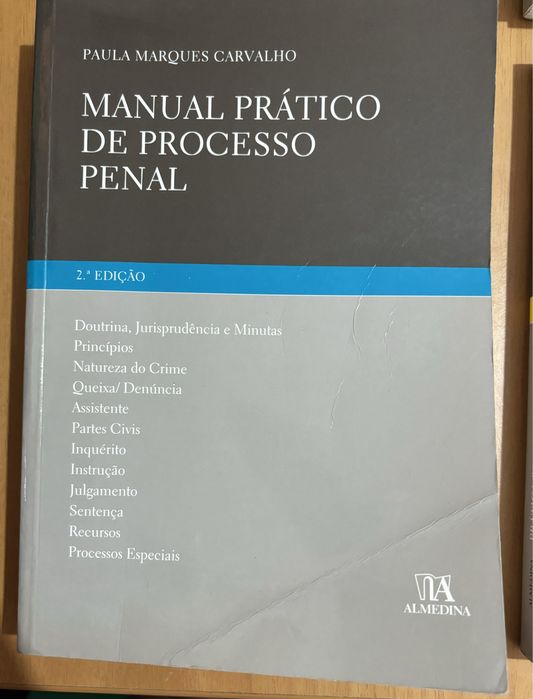 PAULA MARQUES CARVALHO
MANUAL PRÁTICO
DE PROCESSO
PENAL
2.ª EDIÇÃO
Doutrina, Jurisprudência e Minutas
Princípios
Natureza do Crime
Queixa/Denúncia
Assistente
Partes Civis
Inquérito
Instrução
Julgamento
Sentença
Recursos
Processos Especiais
ALMEDINA
ALMEDINA